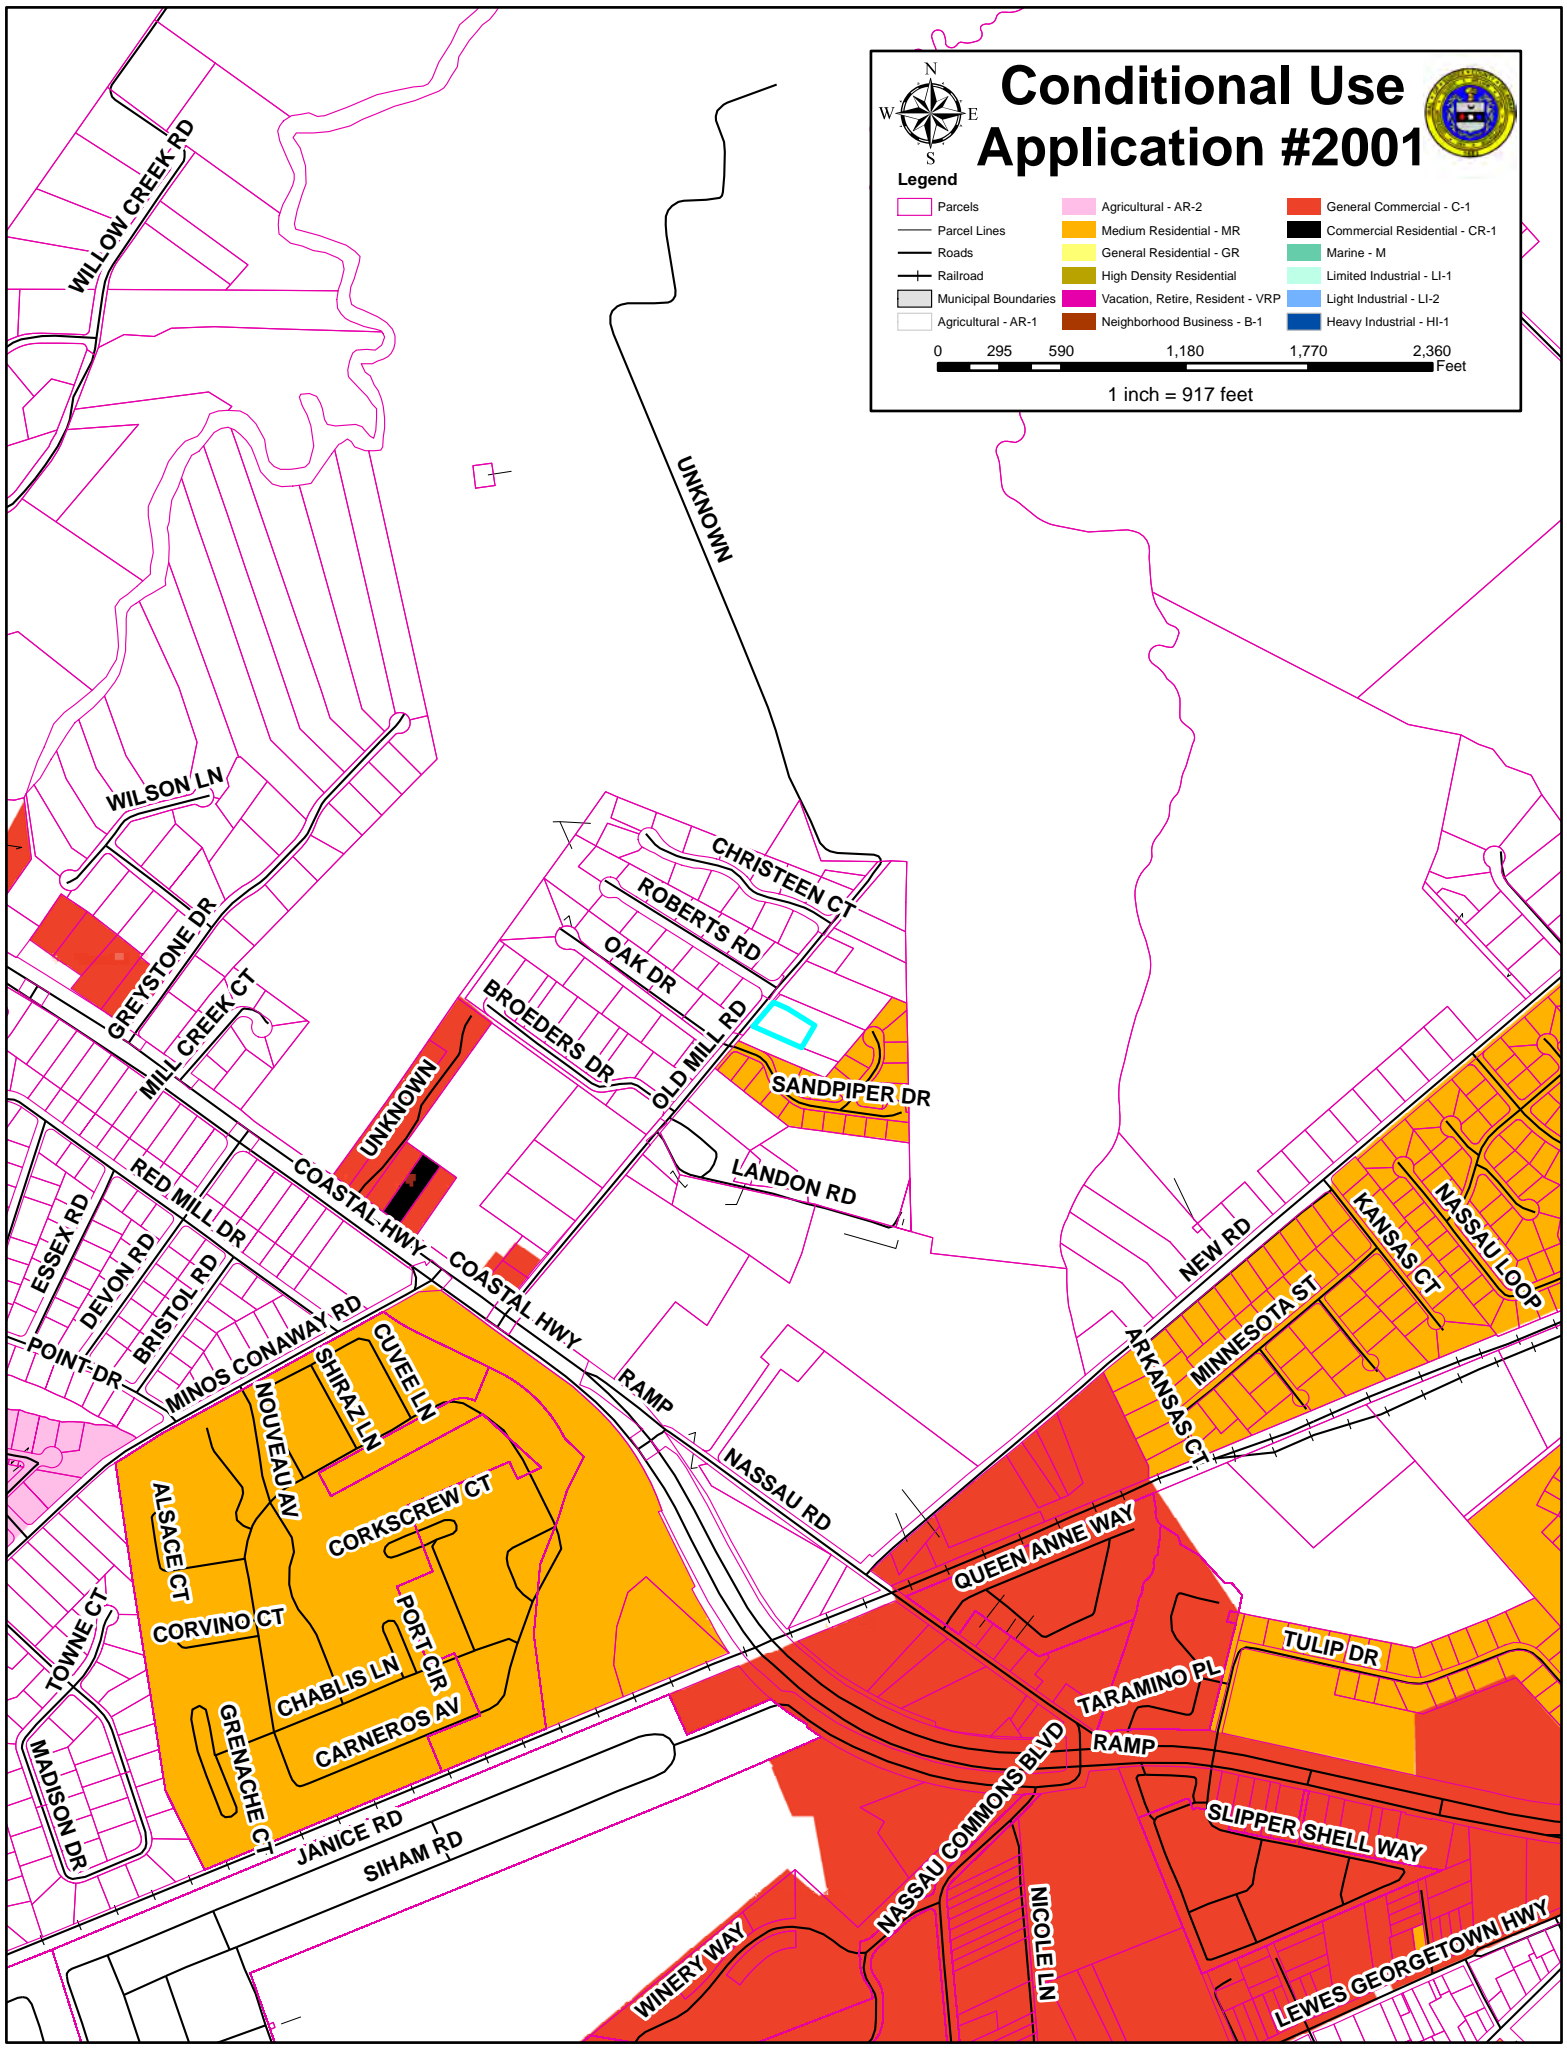 Conditional Use
Application #2001
N
W
E
S
Legend
Parcels
Parcel Lines
Roads
Railroad
Municipal Boundaries
Agricultural - AR-1
Agricultural - AR-2
Medium Residential - MR
General Residential - GR
High Density Residential
Vacation, Retire, Resident - VRP
Neighborhood Business - B-1
General Commercial - C-1
Commercial Residential - CR-1
Marine - M
Limited Industrial - LI-1
Light Industrial - LI-2
Heavy Industrial - HI-1
0 295 590 1,180 1,770 2,360
Feet
1 inch = 917 feet
WILLOW CREEK RD
UNKNOWN
WILSON LN
GREYSTONE DR
MILL CREEK CT
CHRISTEEN CT
ROBERTS RD
OAK DR
BROEDERS DR
OLD MILL RD
SANDPIPER DR
UNKNOWN
LANDON RD
COASTAL HWY
COASTAL HWY
RED MILL DR
ESSEX RD
DEVON RD
BRISTOL RD
POINT DR
MINOS CONAWAY RD
NEW RD
KANSAS CT
NASSAU LOOP
MINNESOTA ST
ARKANSAS CT
RAMP
NASSAU RD
CUVEE LN
SHIRAZ LN
NOUVEAU AV
ALSACE CT
CORKSCREW CT
CORVINO CT
PORT CIR
CHABLIS LN
CARNEROS AV
GRENACHE CT
TOWNE CT
MADISON DR
JANICE RD
SIHAM RD
QUEEN ANNE WAY
TULIP DR
TARAMINO PL
RAMP
NASSAU COMMONS BLVD
SLIPPER SHELL WAY
NICOLE LN
WINERY WAY
LEWES GEORGETOWN HWY